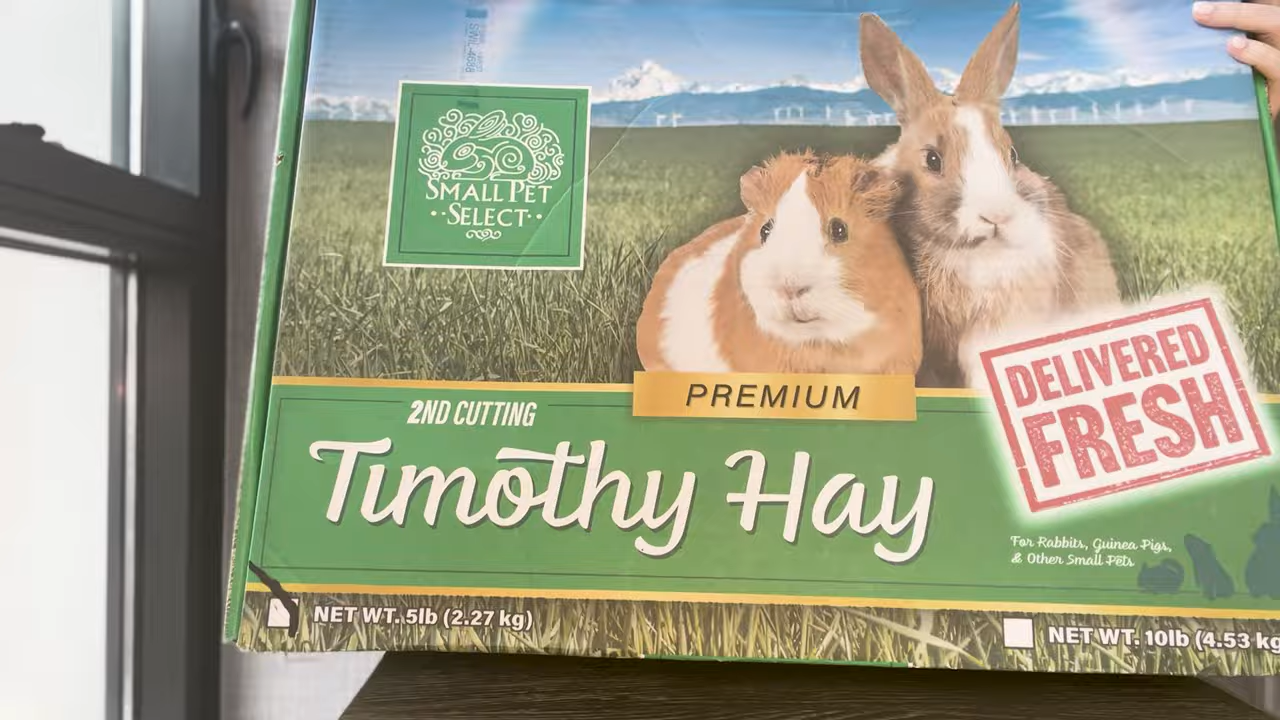 SMALL PET
SELECT
PREMIUM
DELIVERED
FRESH
2ND CUTTING
Timothy Hay
For Rabbits, Guinea Pigs,
& Other Small Pets
NET WT. 5lb (2.27 kg)
NET WT. 10lb (4.53 kg